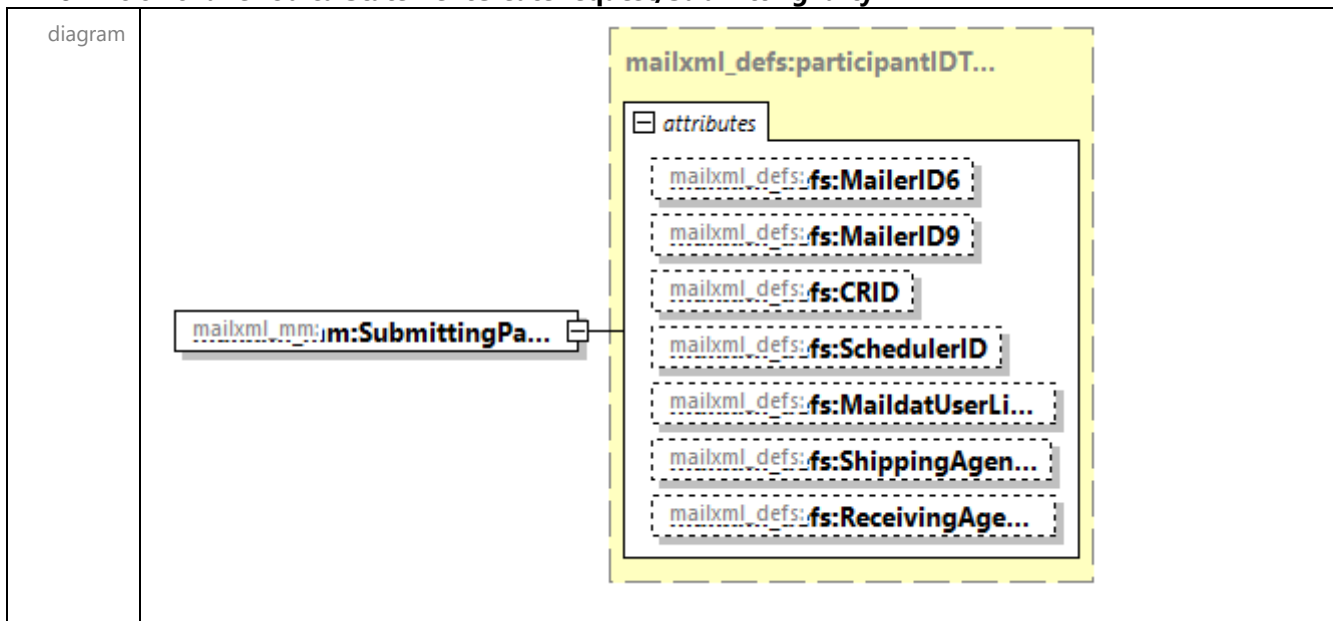 diagram
mailxml_defs:participantIDT...
attributes
mailxml_defs:fs:MailerID6
mailxml_defs:fs:MailerID9
mailxml_defs:fs:CRID
mailxml_mm:m:SubmittingPa...
mailxml_defs:fs:SchedulerID
mailxml_defs:fs:MaildatUserLi...
mailxml_defs:fs:ShippingAgen...
mailxml_defs:fs:ReceivingAge...